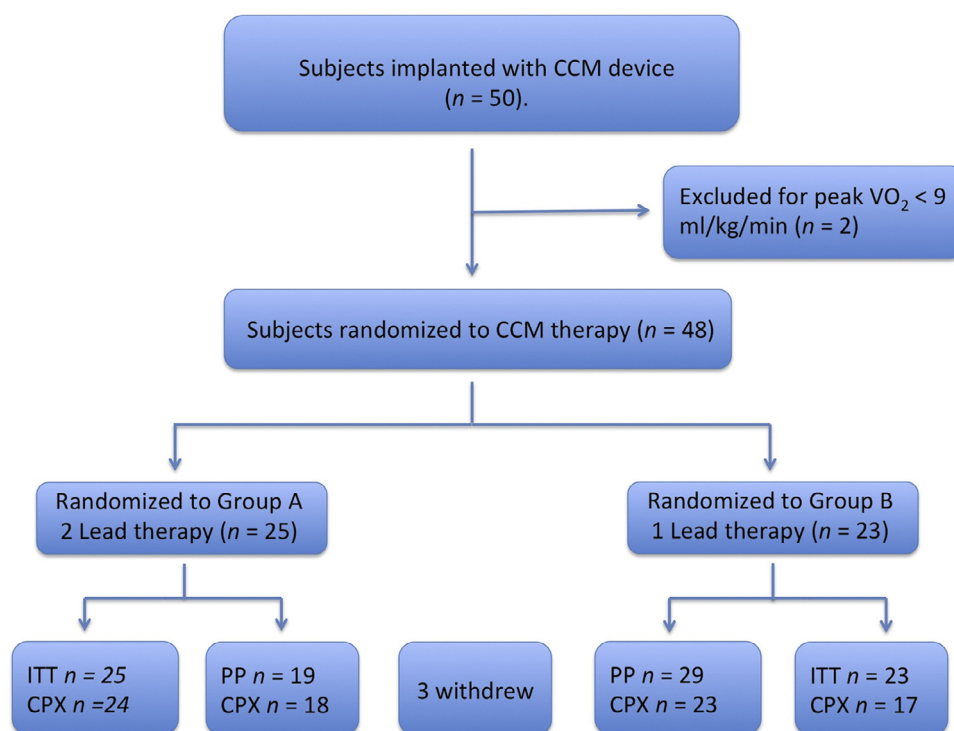 Subjects implanted with CCM device
(n = 50).
Excluded for peak VO₂ < 9
ml/kg/min (n = 2)
Subjects randomized to CCM therapy (n = 48)
Randomized to Group A
2 Lead therapy (n = 25)
Randomized to Group B
1 Lead therapy (n = 23)
ITT n = 25
CPX n =24
PP n = 19
CPX n = 18
3 withdrew
PP n = 29
CPX n = 23
ITT n = 23
CPX n = 17